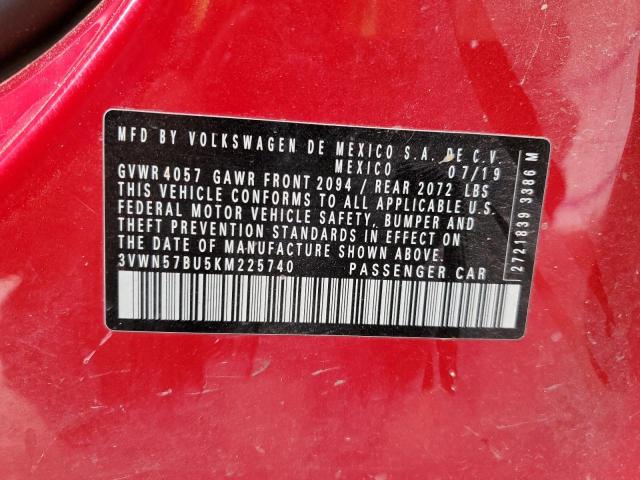 MFD BY VOLKSWAGEN DE MEXICO S.A. DE C.V.
MEXICO 07/19
GVWR 4057 GAWR FRONT 2094 / REAR 2072 LBS
THIS VEHICLE CONFORMS TO ALL APPLICABLE U.S.
FEDERAL MOTOR VEHICLE SAFETY, BUMPER AND
THEFT PREVENTION STANDARDS IN EFFECT ON
THE DATE OF MANUFACTURE SHOWN ABOVE.
3VWN57BU5KM225740 PASSENGER CAR
2721839 3386 M